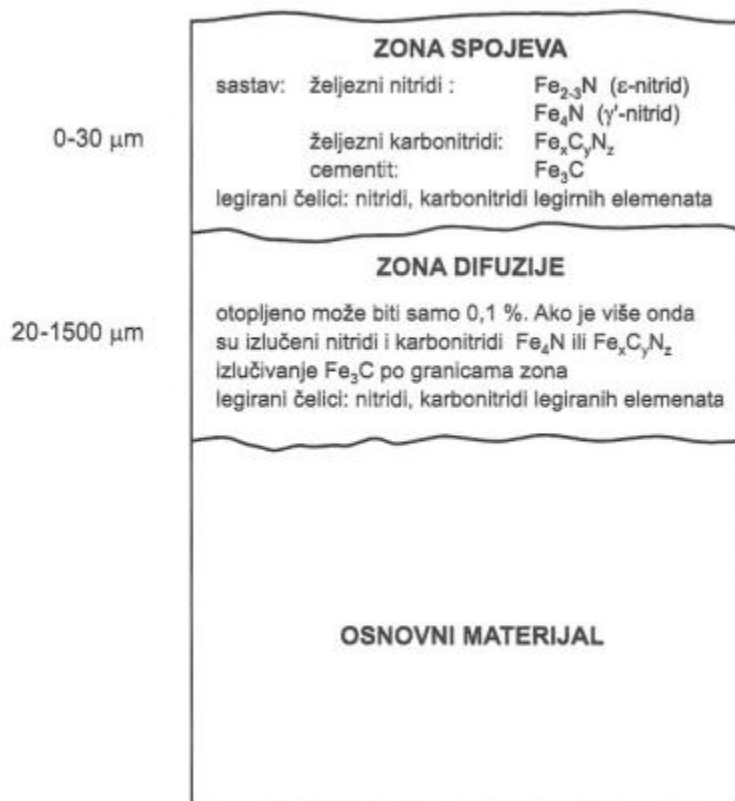 ZONA SPOJEVA
sastav: željezni nitridi : Fe₂₋₃N (ε-nitrid)
Fe₄N (γ'-nitrid)
0-30 μm
željezni karbonitridi: FeₓCᵧN_z
cementit: Fe₃C
legirani čelici: nitridi, karbonitridi legirnih elemenata
ZONA DIFUZIJE
otopljeno može biti samo 0,1 %. Ako je više onda
20-1500 μm
su izlučeni nitridi i karbonitridi Fe₄N ili FeₓCᵧN_z
izlučivanje Fe₃C po granicama zona
legirani čelici: nitridi, karbonitridi legiranih elemenata
OSNOVNI MATERIJAL